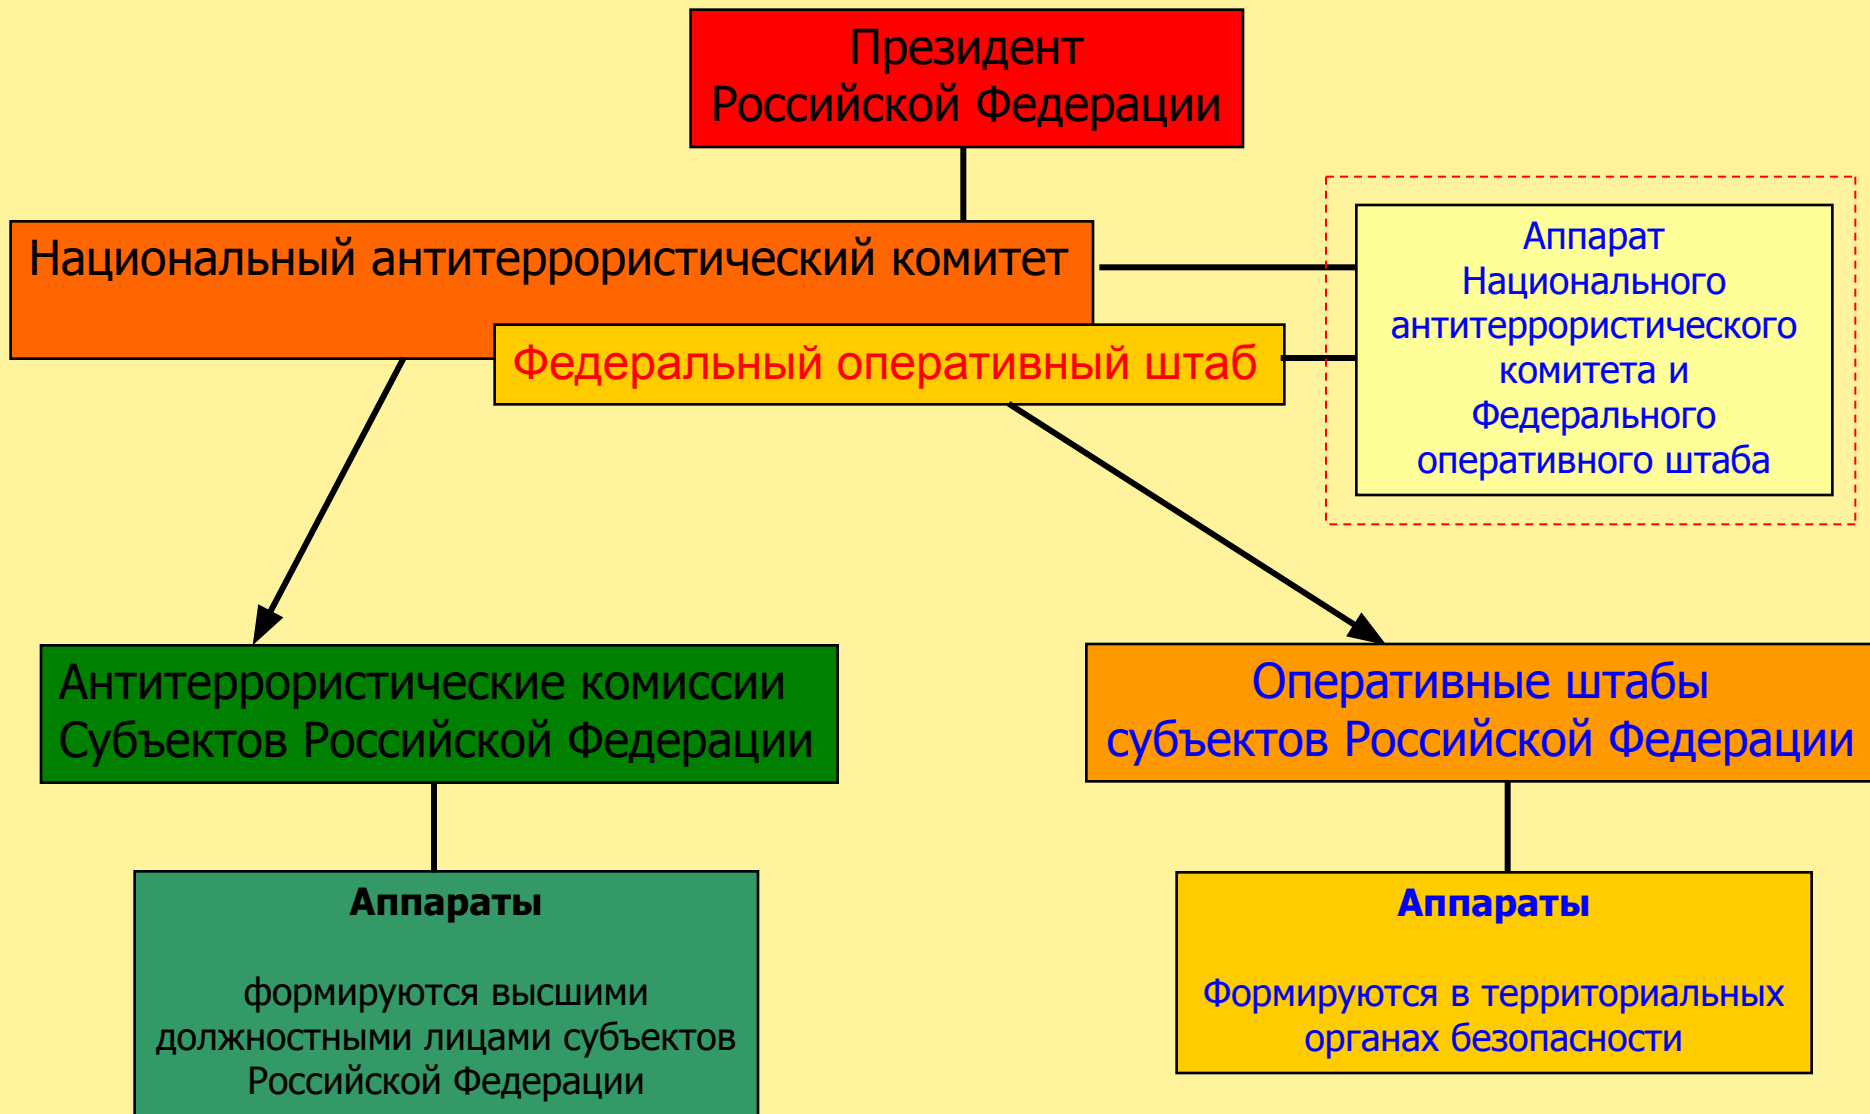 Президент
Российской Федерации
Национальный антитеррористический комитет
Федеральный оперативный штаб
Аппарат
Национального
антитеррористического
комитета и
Федерального
оперативного штаба
Антитеррористические комиссии
Субъектов Российской Федерации
Оперативные штабы
субъектов Российской Федерации
Аппараты
формируются высшими
должностными лицами субъектов
Российской Федерации
Аппараты
Формируются в территориальных
органах безопасности